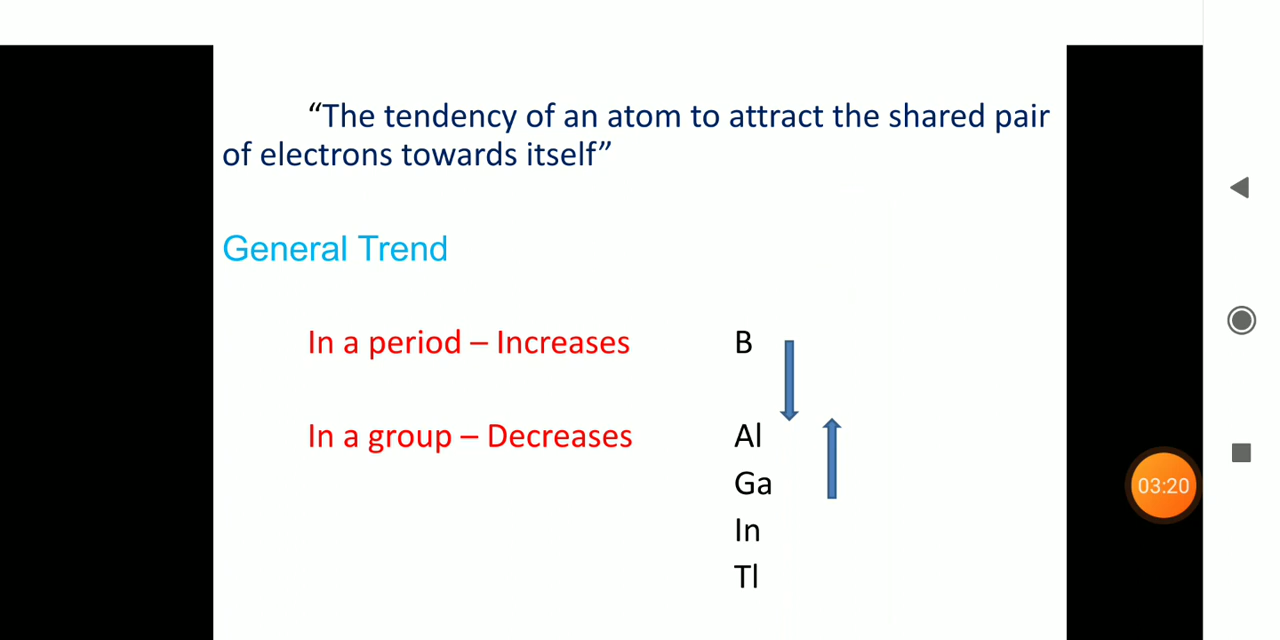 “The tendency of an atom to attract the shared pair
of electrons towards itself”
General Trend
In a period – Increases B
In a group – Decreases Al
Ga
03:20
In
Tl